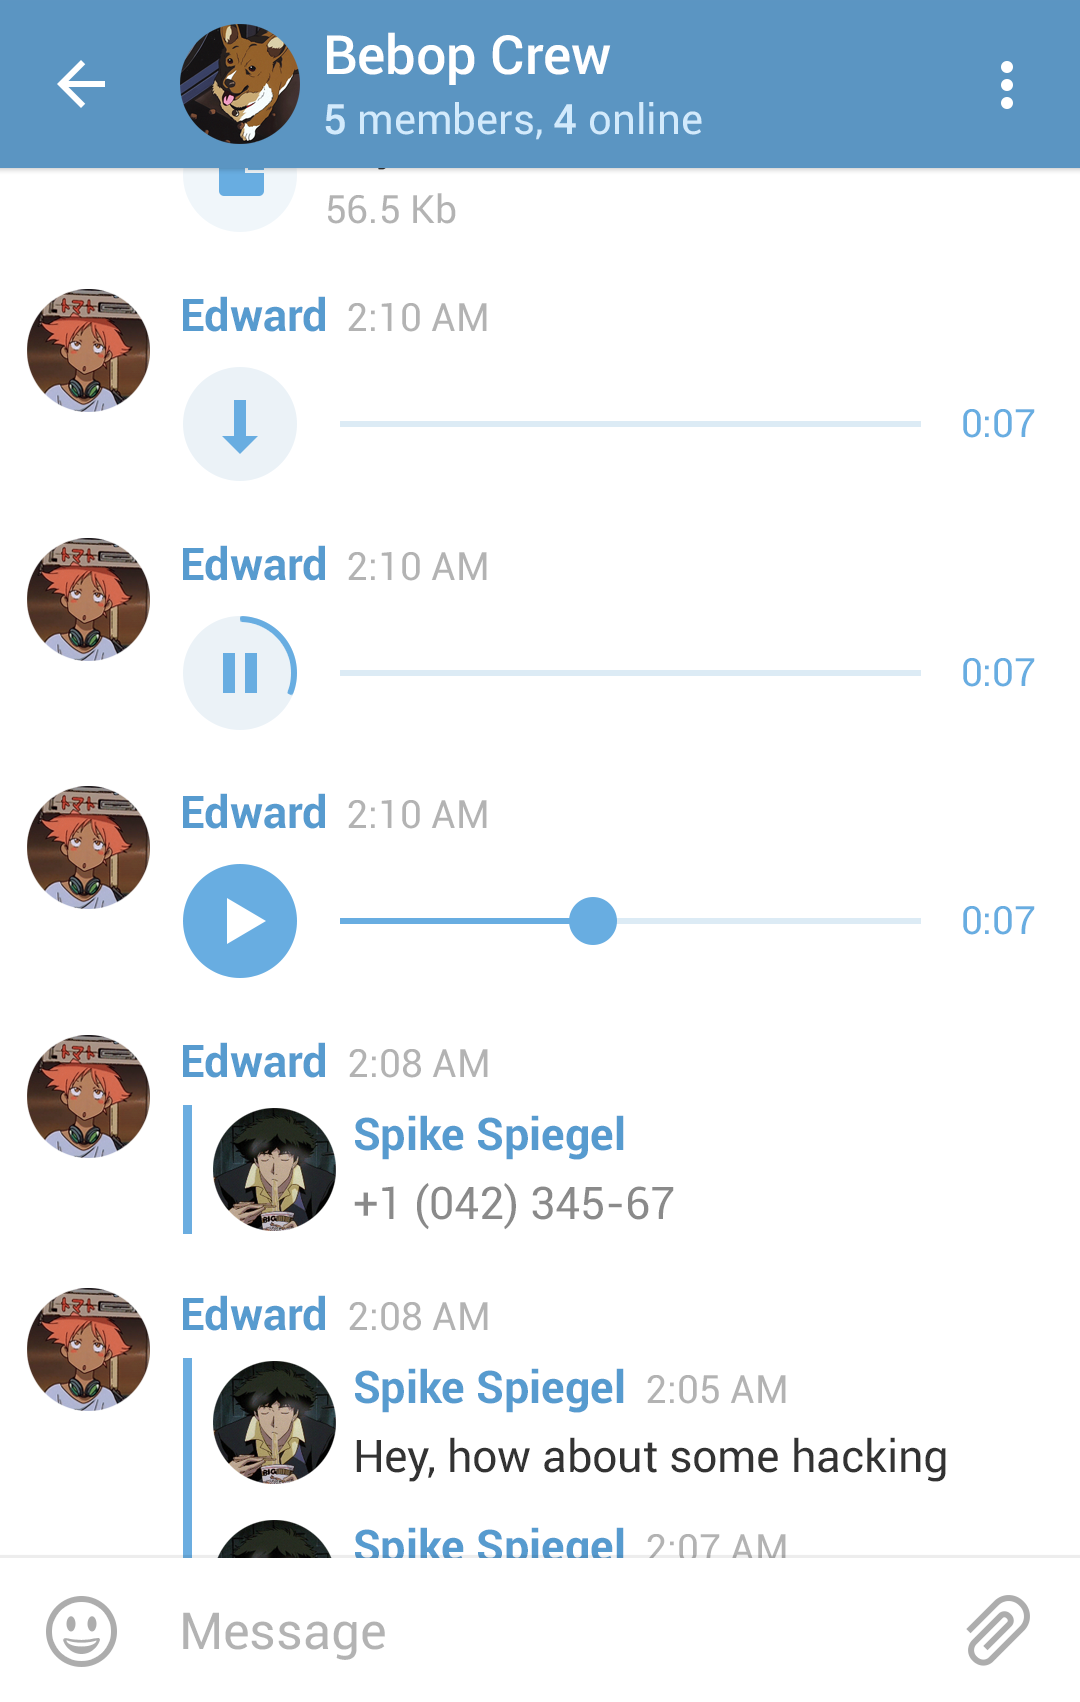 Bebop Crew
5 members, 4 online
56.5 Kb
Edward 2:10 AM
0:07
Edward 2:10 AM
0:07
Edward 2:10 AM
0:07
Edward 2:08 AM
Spike Spiegel
+1 (042) 345-67
Edward 2:08 AM
Spike Spiegel 2:05 AM
Hey, how about some hacking
Spike Spiegel 2:07 AM
Message